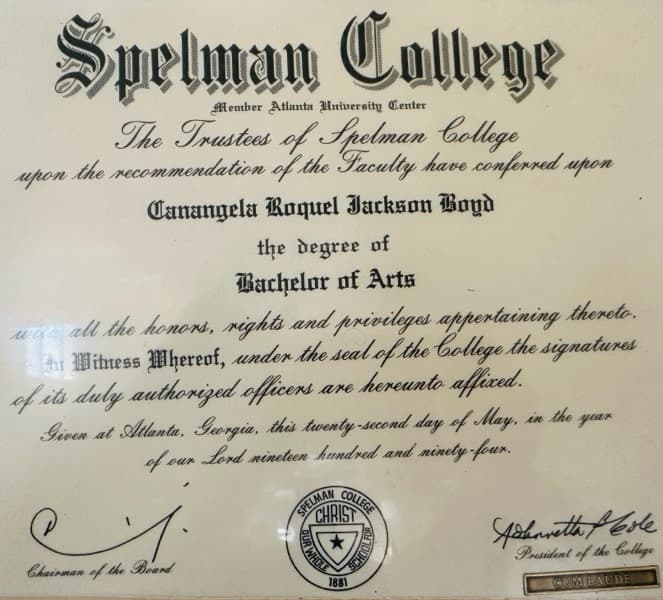 Spelman College
Member Atlanta University Center
The Trustees of Spelman College
upon the recommendation of the Faculty have conferred upon
Canangela Roquel Jackson Boyd
the degree of
Bachelor of Arts
with all the honors, rights and privileges appertaining thereto.
In Witness Whereof, under the seal of the College the signatures
of its duly authorized officers are hereunto affixed.
Given at Atlanta, Georgia, this twenty-second day of May, in the year
of our Lord nineteen hundred and ninety-four.
SPELMAN COLLEGE
CHRIST
OUR WHOLE SCHOOL FOR
1881
Chairman of the Board
Johnnetta B. Cole
President of the College
CUM LAUDE